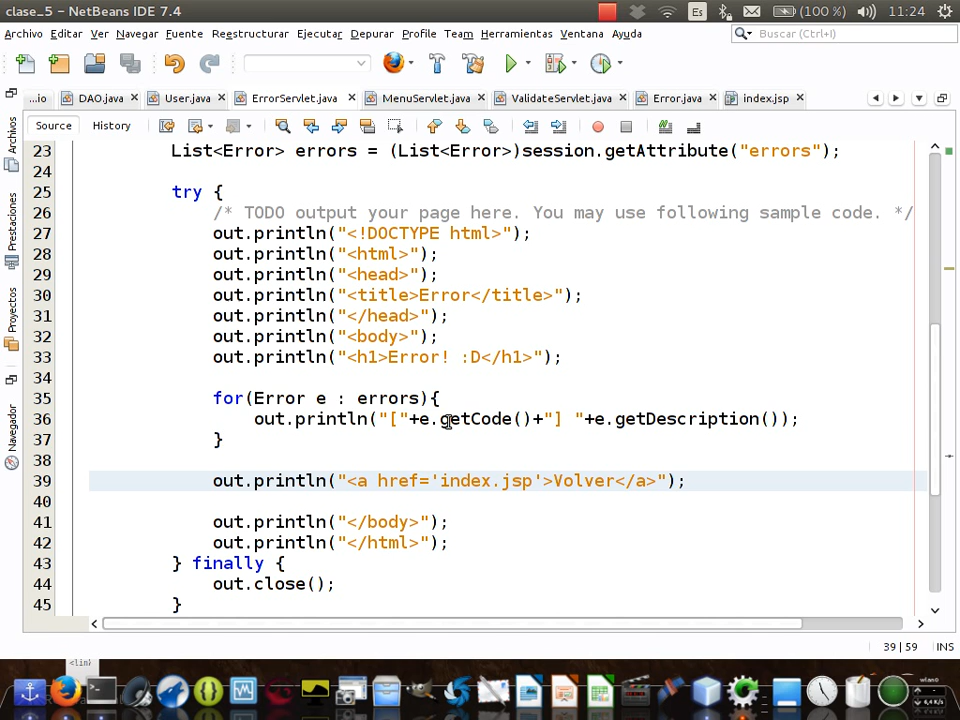 clase_5 - NetBeans IDE 7.4
Es
(100 %)
11:24
Archivo Editar Ver Navegar Fuente Reestructurar Ejecutar Depurar Profile Team Herramientas Ventana Ayuda
Buscar (Ctrl+I)
...io DAO.java User.java ErrorServlet.java MenuServlet.java ValidateServlet.java Error.java index.jsp
Source History
Archivos
Prestaciones
Proyectos
Navegador
23 List<Error> errors = (List<Error>)session.getAttribute("errors");
24
25 try {
26 /* TODO output your page here. You may use following sample code. */
27 out.println("<!DOCTYPE html>");
28 out.println("<html>");
29 out.println("<head>");
30 out.println("<title>Error</title>");
31 out.println("</head>");
32 out.println("<body>");
33 out.println("<h1>Error! :D</h1>");
34
35 for(Error e : errors){
36 out.println("["+e.getCode()+"] "+e.getDescription());
37 }
38
39 out.println("<a href='index.jsp'>Volver</a>");
40
41 out.println("</body>");
42 out.println("</html>");
43 } finally {
44 out.close();
45 }
39 | 59 INS